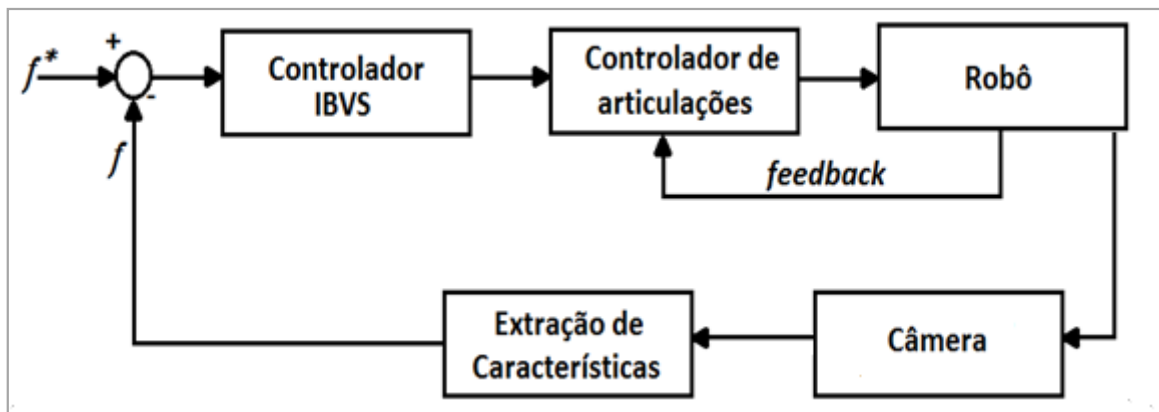 f*
+
-
Controlador
IBVS
Controlador de
articulações
Robô
feedback
f
Extração de
Características
Câmera